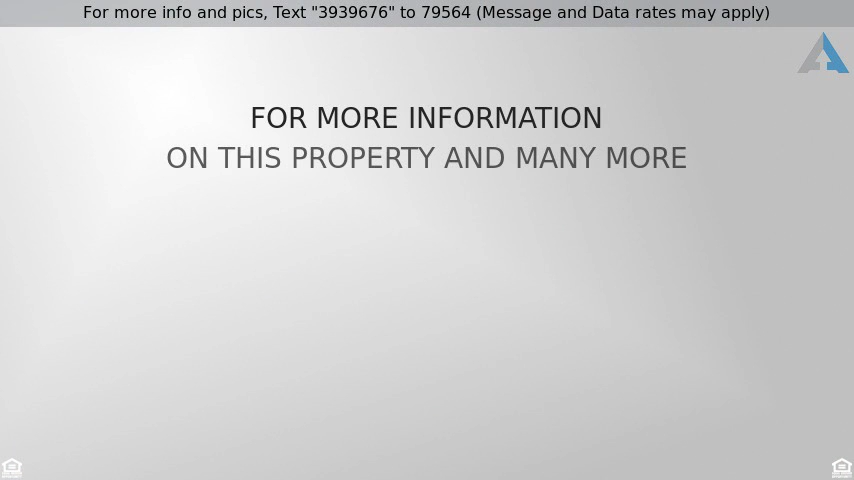 For more info and pics, Text "3939676" to 79564 (Message and Data rates may apply)
FOR MORE INFORMATION
ON THIS PROPERTY AND MANY MORE